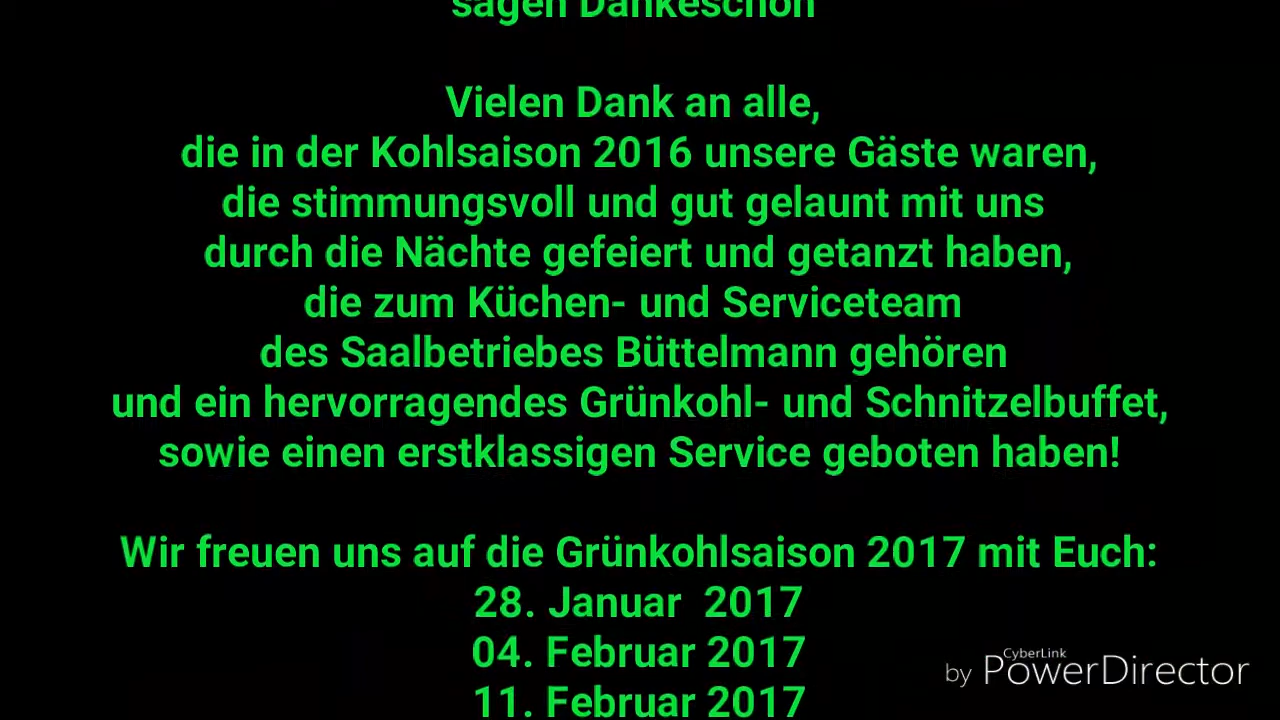 sagen Dankeschön
Vielen Dank an alle,
die in der Kohlsaison 2016 unsere Gäste waren,
die stimmungsvoll und gut gelaunt mit uns
durch die Nächte gefeiert und getanzt haben,
die zum Küchen- und Serviceteam
des Saalbetriebes Büttelmann gehören
und ein hervorragendes Grünkohl- und Schnitzelbuffet,
sowie einen erstklassigen Service geboten haben!
Wir freuen uns auf die Grünkohlsaison 2017 mit Euch:
28. Januar  2017
04. Februar 2017
11. Februar 2017
CyberLink
by PowerDirector